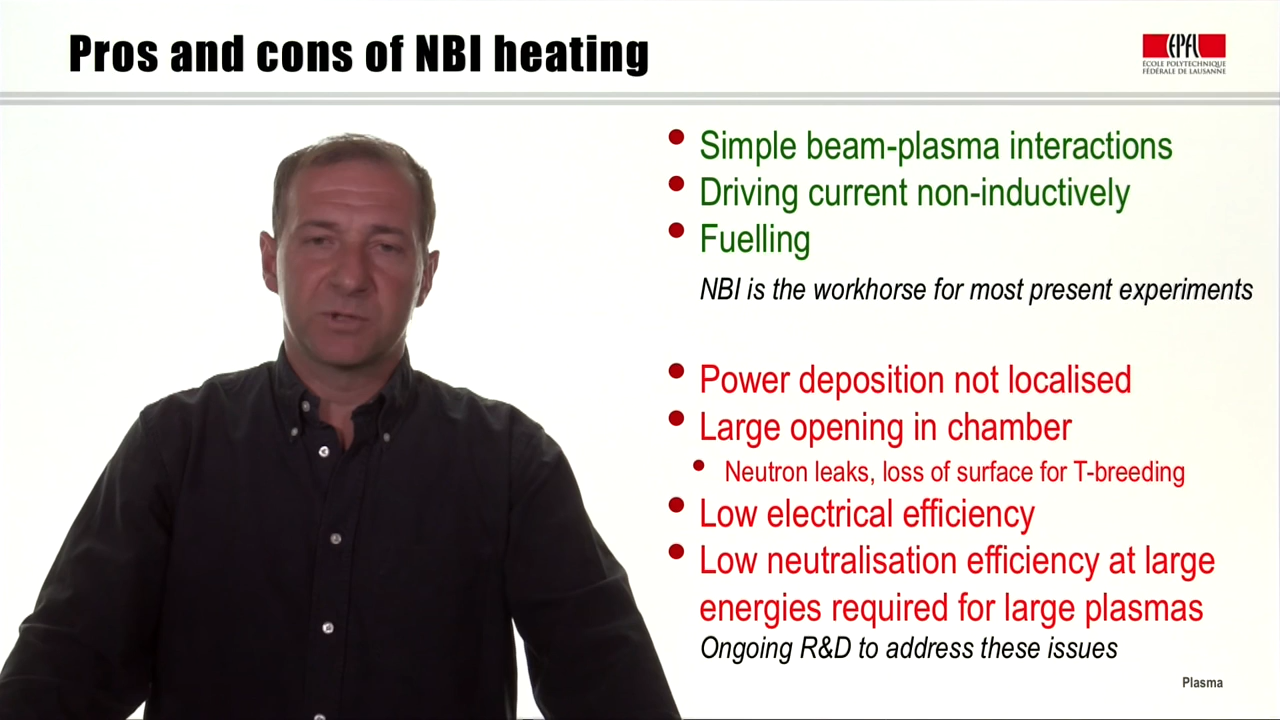 Pros and cons of NBI heating
EPFL
ÉCOLE POLYTECHNIQUE
FÉDÉRALE DE LAUSANNE
Simple beam-plasma interactions
Driving current non-inductively
Fuelling
NBI is the workhorse for most present experiments
Power deposition not localised
Large opening in chamber
Neutron leaks, loss of surface for T-breeding
Low electrical efficiency
Low neutralisation efficiency at large
energies required for large plasmas
Ongoing R&D to address these issues
Plasma